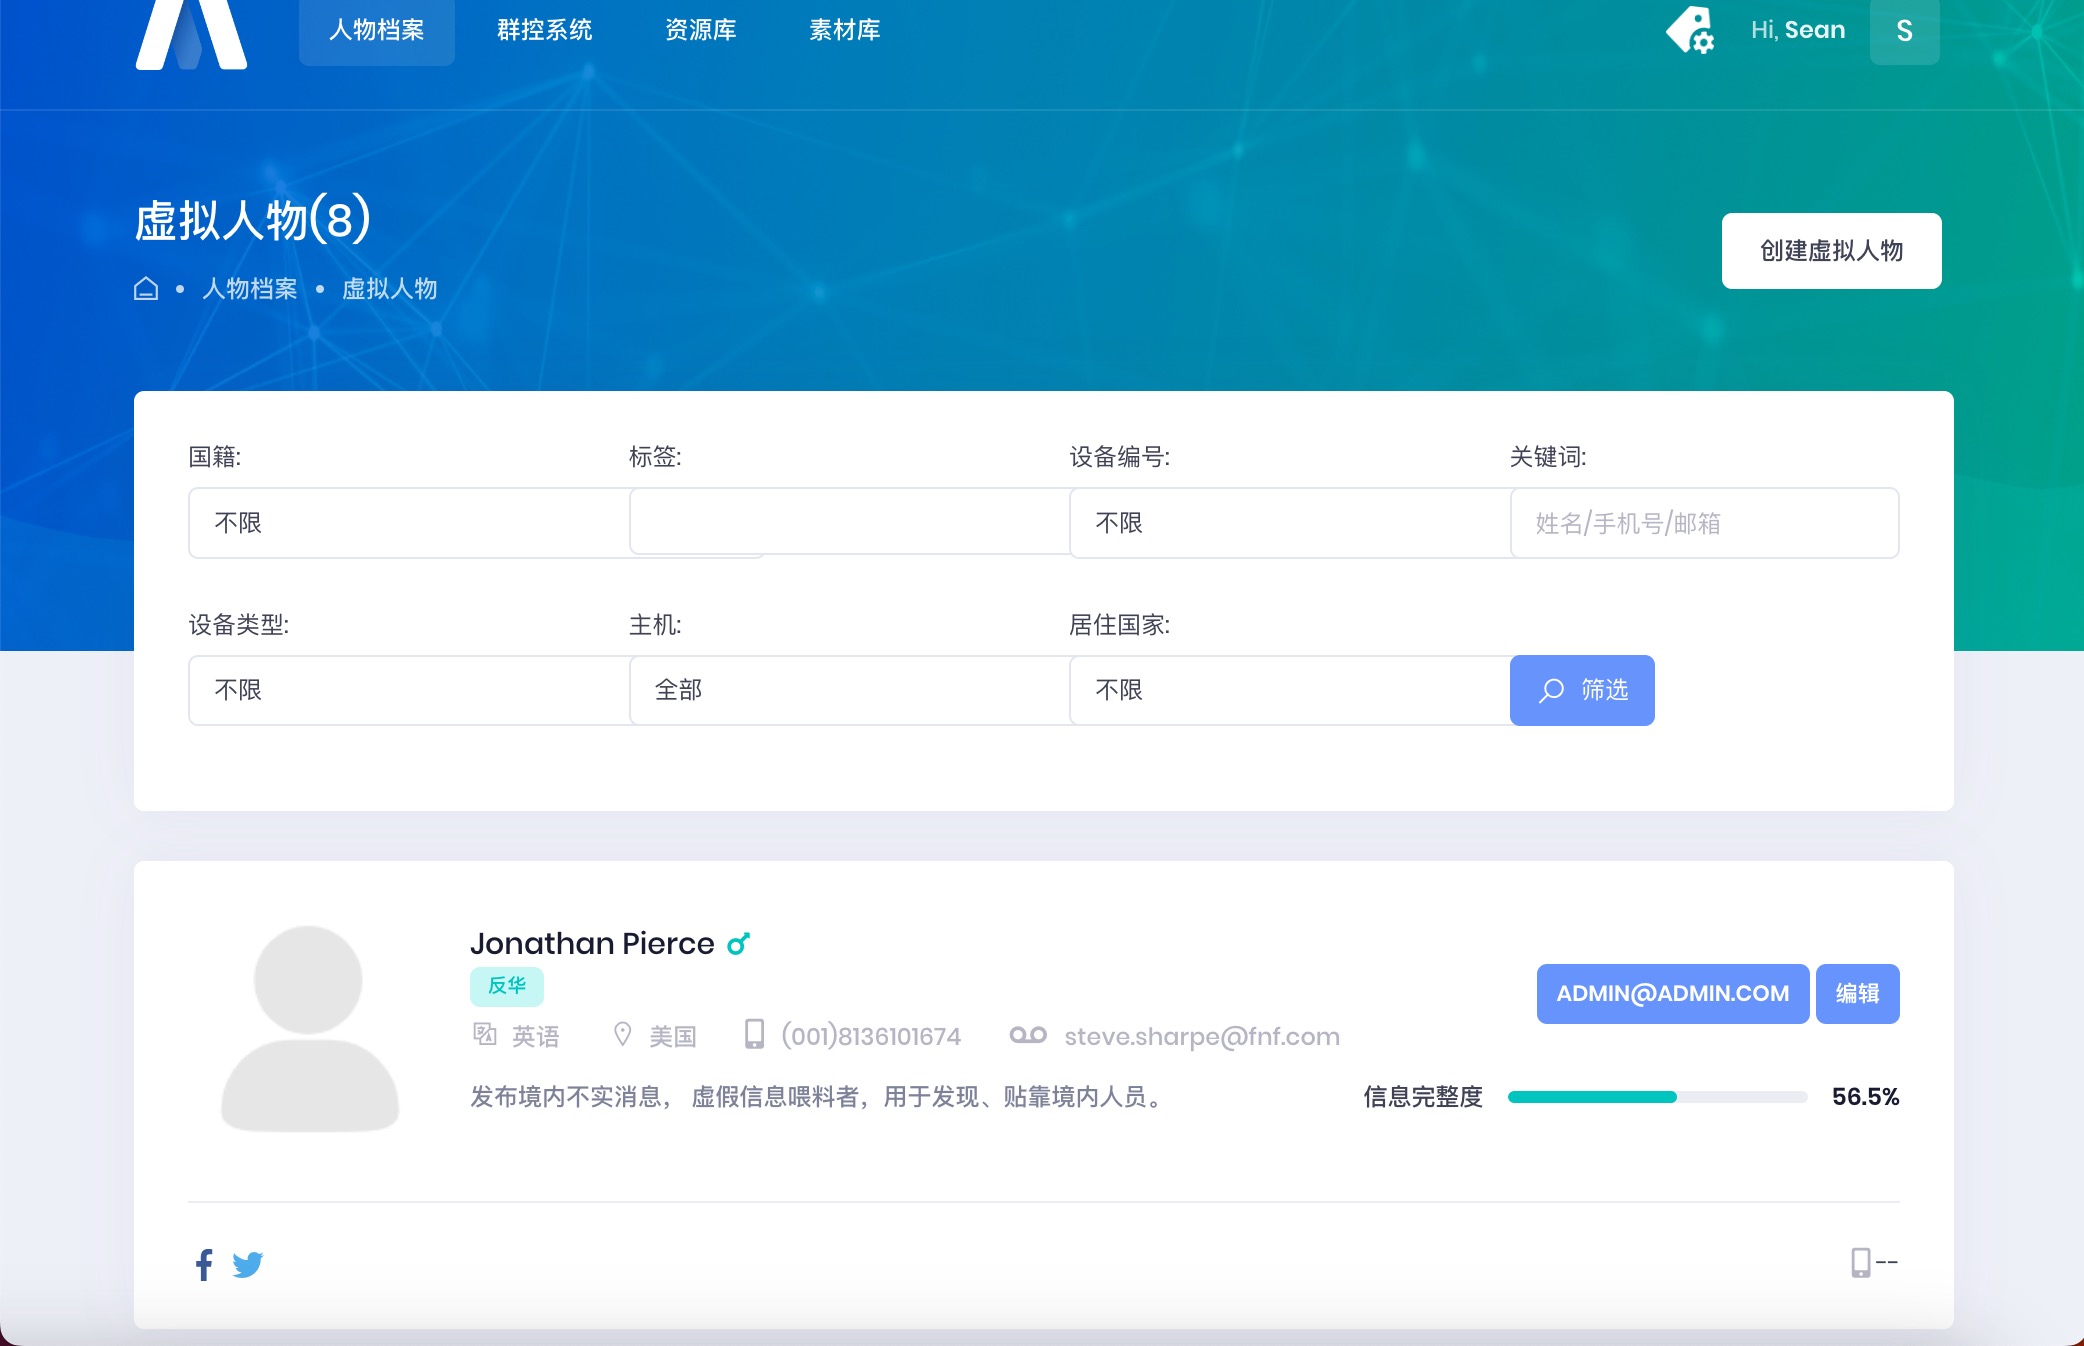 人物档案 群控系统 资源库 素材库 Hi, Sean S
虚拟人物(8)
创建虚拟人物
人物档案 • 虚拟人物
国籍: 标签: 设备编号: 关键词:
不限 不限 姓名/手机号/邮箱
设备类型: 主机: 居住国家:
不限 全部 不限 筛选
Jonathan Pierce
反华
ADMIN@ADMIN.COM 编辑
英语 美国 (001)8136101674 steve.sharpe@fnf.com
发布境内不实消息， 虚假信息喂料者，用于发现、贴靠境内人员。 信息完整度 56.5%
--